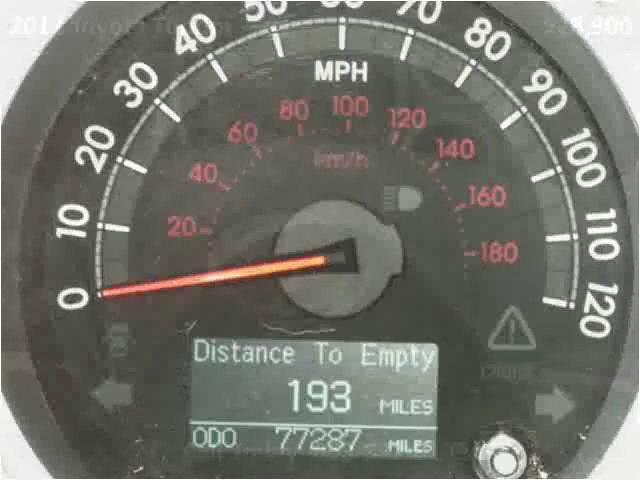 MPH
0 10 20 30 40 50 60 70 80 90 100 110 120
20 40 60 80 100 120 140 160 180
km/h
Distance To Empty
193 MILES
ODO 77287 MILES